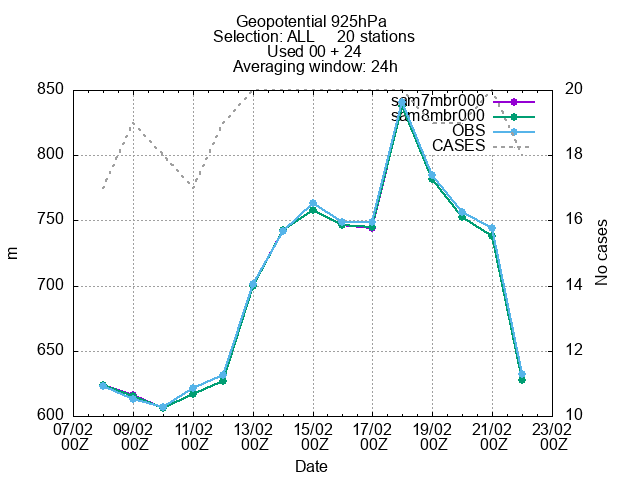 Geopotential 925hPa
Selection: ALL 20 stations
Used 00 + 24
Averaging window: 24h
sam7mbr000
sam8mbr000
OBS
CASES
850
800
750
700
650
600
20
18
16
14
12
10
m
No cases
07/02 09/02 11/02 13/02 15/02 17/02 19/02 21/02 23/02
00Z 00Z 00Z 00Z 00Z 00Z 00Z 00Z 00Z
Date